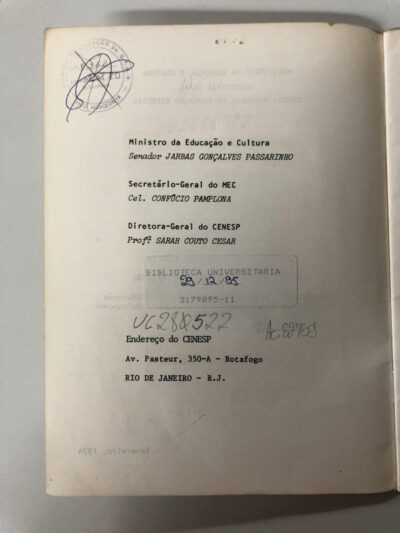 Ministro da Educação e Cultura
Senador JARBAS GONÇALVES PASSARINHO
Secretário-Geral do MEC
Cel. CONFÚCIO PAMPLONA
Diretora-Geral do CENESP
Profª SARAH COUTO CESAR
BIBLIOTECA UNIVERSITARIA
29/12/95
3179895-11
UC280522
Ac.82709
Endereço do CENESP
Av. Pasteur, 350-A - Botafogo
RIO DE JANEIRO - R.J.